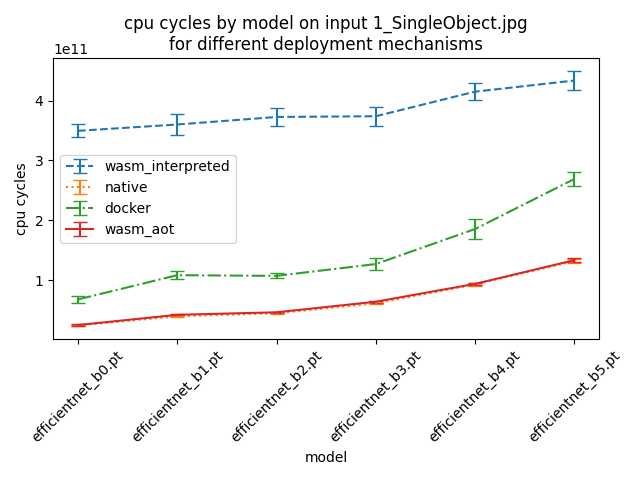 cpu cycles by model on input 1_SingleObject.jpg
for different deployment mechanisms
1e11
4
3
2
1
cpu cycles
wasm_interpreted
native
docker
wasm_aot
efficientnet_b0.pt
efficientnet_b1.pt
efficientnet_b2.pt
efficientnet_b3.pt
efficientnet_b4.pt
efficientnet_b5.pt
model